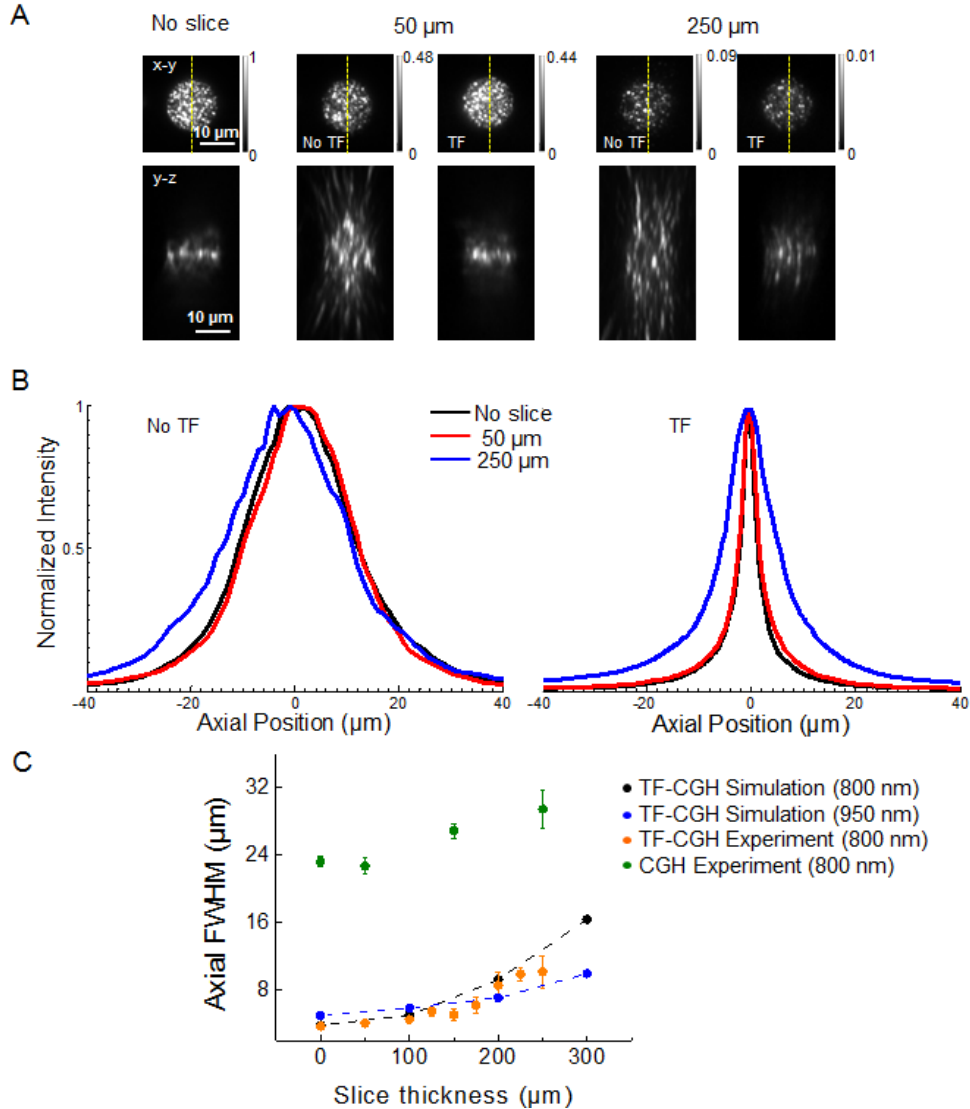 A
No slice
50 µm
250 µm
x-y
10 µm
1
0
No TF
0.48
0
TF
0.44
0
No TF
0.09
0
TF
0.01
0
y-z
10 µm
B
1
0.5
Normalized Intensity
No TF
No slice
50 µm
250 µm
TF
-40 -20 0 20 40
Axial Position (µm)
-40 -20 0 20 40
Axial Position (µm)
C
32
24
16
8
Axial FWHM (µm)
TF-CGH Simulation (800 nm)
TF-CGH Simulation (950 nm)
TF-CGH Experiment (800 nm)
CGH Experiment (800 nm)
0 100 200 300
Slice thickness (µm)